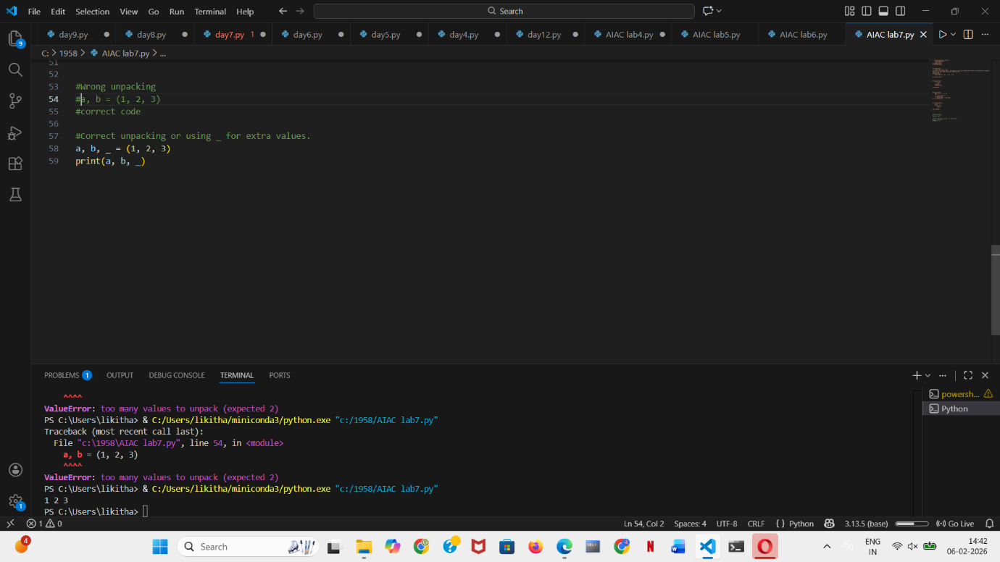 File Edit Selection View Go Run Terminal Help
Search
9
day9.py
day8.py
day7.py 1
day6.py
day5.py
day4.py
day12.py
AIAC lab4.py
AIAC lab5.py
AIAC lab6.py
AIAC lab7.py
C: > 1958 > AIAC lab7.py > ...
51
52
53 #Wrong unpacking
54 #a, b = (1, 2, 3)
55 #correct code
56
57 #Correct unpacking or using _ for extra values.
58 a, b, _ = (1, 2, 3)
59 print(a, b, _)
PROBLEMS 1 OUTPUT DEBUG CONSOLE TERMINAL PORTS
^^^^
ValueError: too many values to unpack (expected 2)
PS C:\Users\likitha> & C:/Users/likitha/miniconda3/python.exe "c:/1958/AIAC lab7.py"
Traceback (most recent call last):
File "c:\1958\AIAC lab7.py", line 54, in <module>
a, b = (1, 2, 3)
^^^^
ValueError: too many values to unpack (expected 2)
PS C:\Users\likitha> & C:/Users/likitha/miniconda3/python.exe "c:/1958/AIAC lab7.py"
1 2 3
PS C:\Users\likitha>
powersh...
Python
1
1 0
Ln 54, Col 2 Spaces: 4 UTF-8 CRLF {} Python 3.13.5 (base) Go Live
4
Search
ENG
IN
14:42
06-02-2026